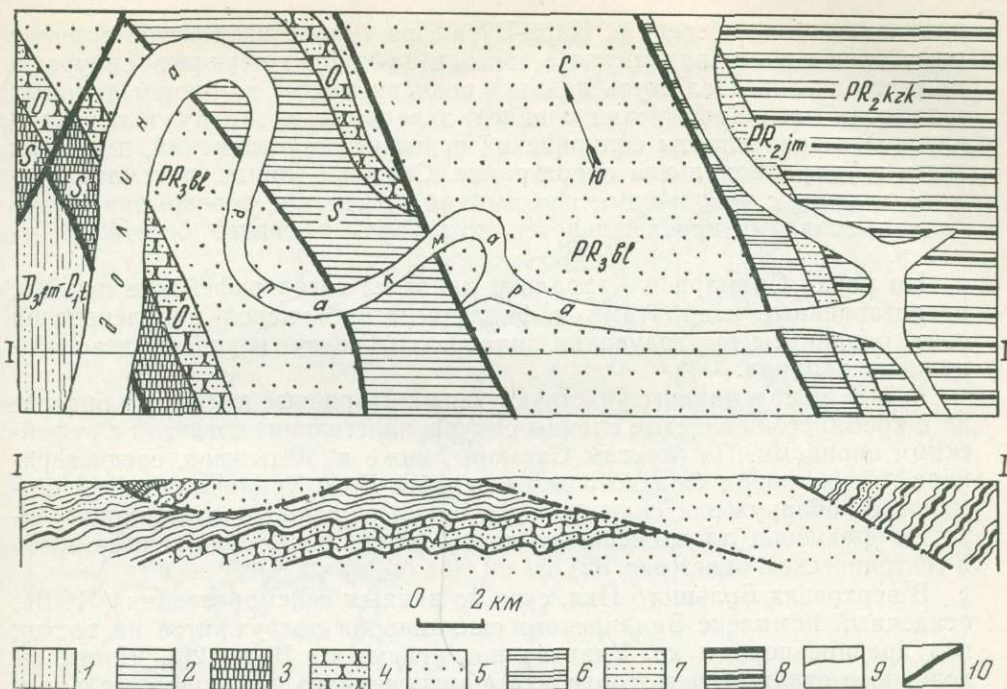 O
S
S
O
С
Ю
PR₂kzk
PR₂jm
PR₃bl
S
PR₃bl
D₃fm C₁t
O
долина р. Сакмара
I I
I I
0 2 км
1 2 3 4 5 6 7 8 9 10